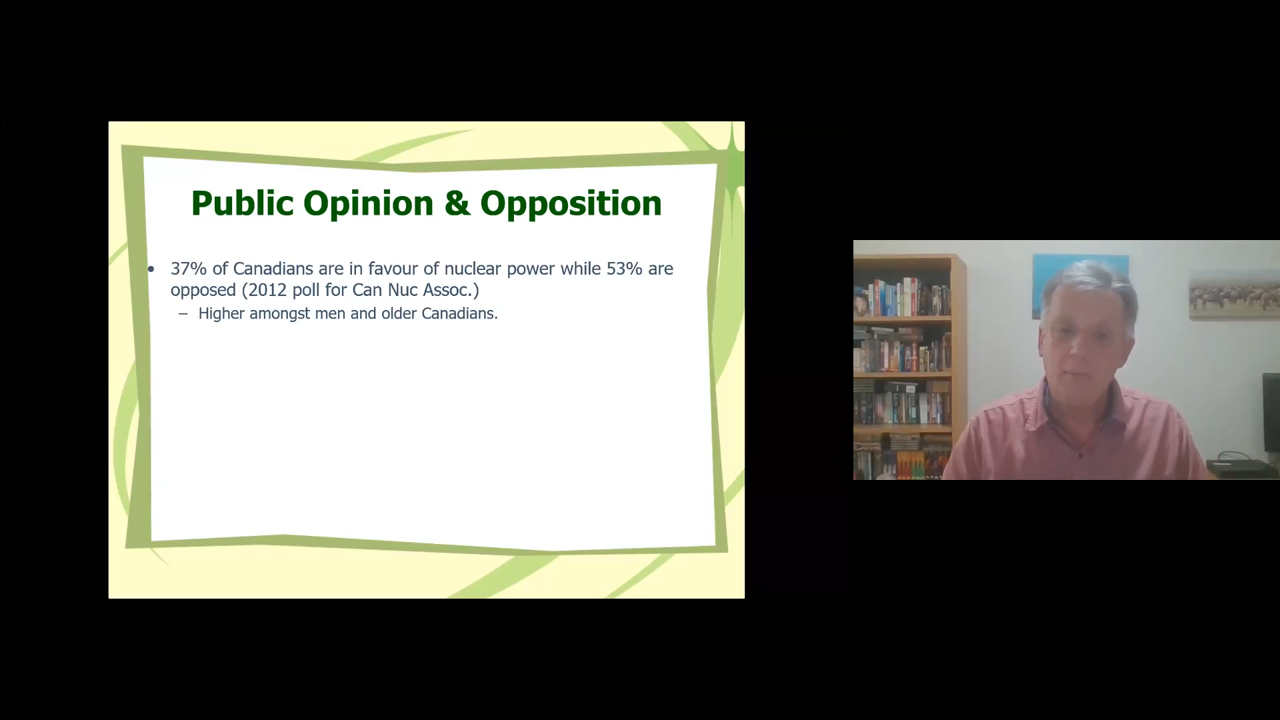 Public Opinion & Opposition
• 37% of Canadians are in favour of nuclear power while 53% are
opposed (2012 poll for Can Nuc Assoc.)
– Higher amongst men and older Canadians.